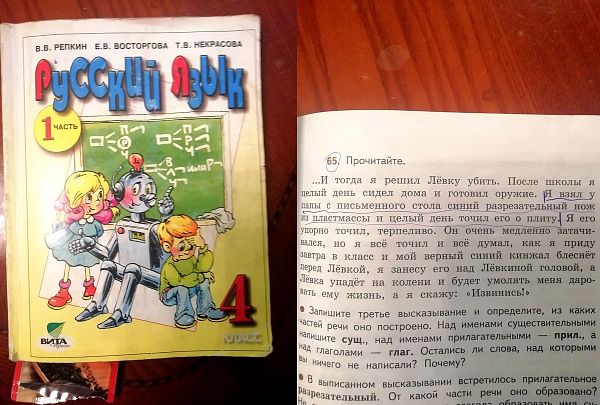 В.В. РЕПКИН Е.В. ВОСТОРГОВА Т.В. НЕКРАСОВА
Русский Язык
1 ЧАСТЬ
или
4
КЛАСС
ВИТА
65. Прочитайте.
...И тогда я решил Лёвку убить. После школы я
целый день сидел дома и готовил оружие. Я взял у
папы с письменного стола синий разрезательный нож
из пластмассы и целый день точил его о плиту. Я его
упорно точил, терпеливо. Он очень медленно затачи-
вался, но я всё точил и всё думал, как я приду
завтра в класс и мой верный синий кинжал блеснёт
перед Лёвкой, я занесу его над Лёвкиной головой, а
Лёвка упадёт на колени и будет умолять меня даро-
вать ему жизнь, а я скажу: «Извинись!»
● Запишите третье высказывание и определите, из каких
частей речи оно построено. Над именами существительными
напишите сущ., над именами прилагательными — прил., а
над глаголами — глаг. Остались ли слова, над которыми
вы ничего не написали? Почему?
● В выписанном высказывании встретилось прилагательное
разрезательный. От какой части речи оно образовано?